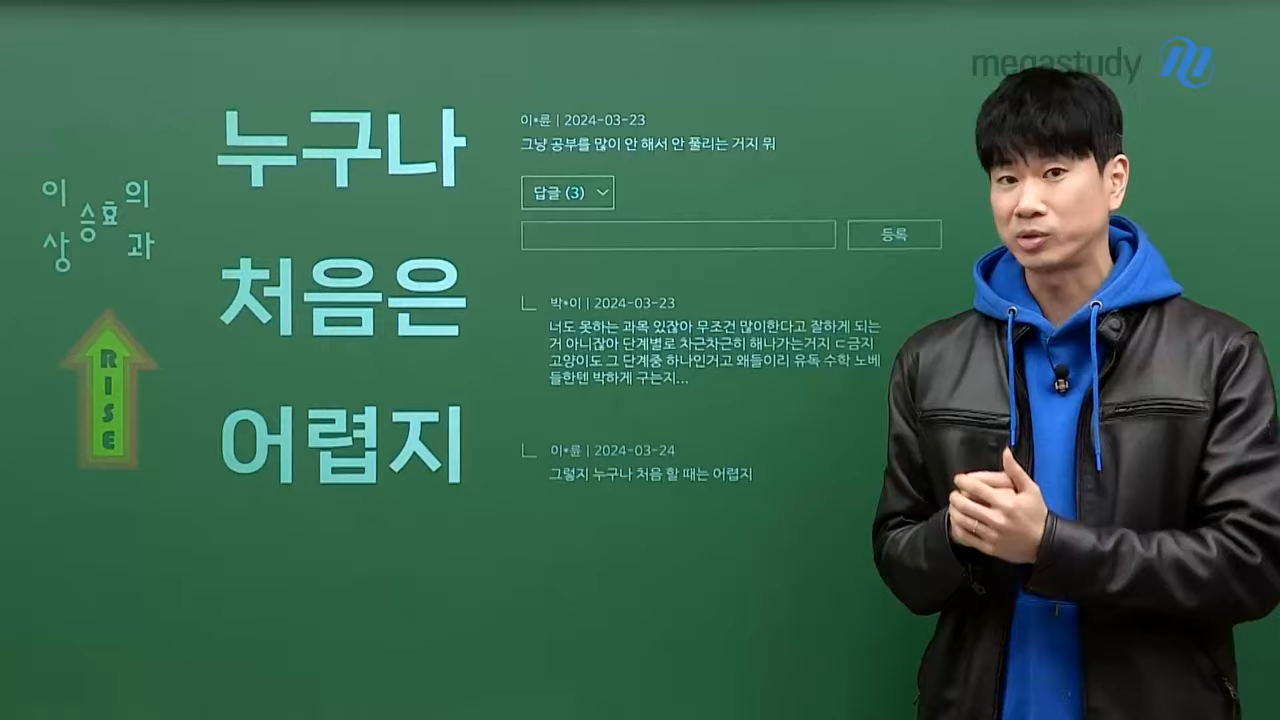 megastudy
누구나
처음은
어렵지
이 의
승효
상 과
RISE
이*윤 | 2024-03-23
그냥 공부를 많이 안 해서 안 풀리는 거지 뭐
답글 (3)
등록
박*이 | 2024-03-23
너도 못하는 과목 있잖아 무조건 많이한다고 잘하게 되는
거 아니잖아 단계별로 차근차근히 해나가는거지 ㄷ금지
고양이도 그 단계중 하나인거고 왜들이리 유독 수학 노베
들한텐 박하게 구는지...
이*윤 | 2024-03-24
그렇지 누구나 처음 할 때는 어렵지